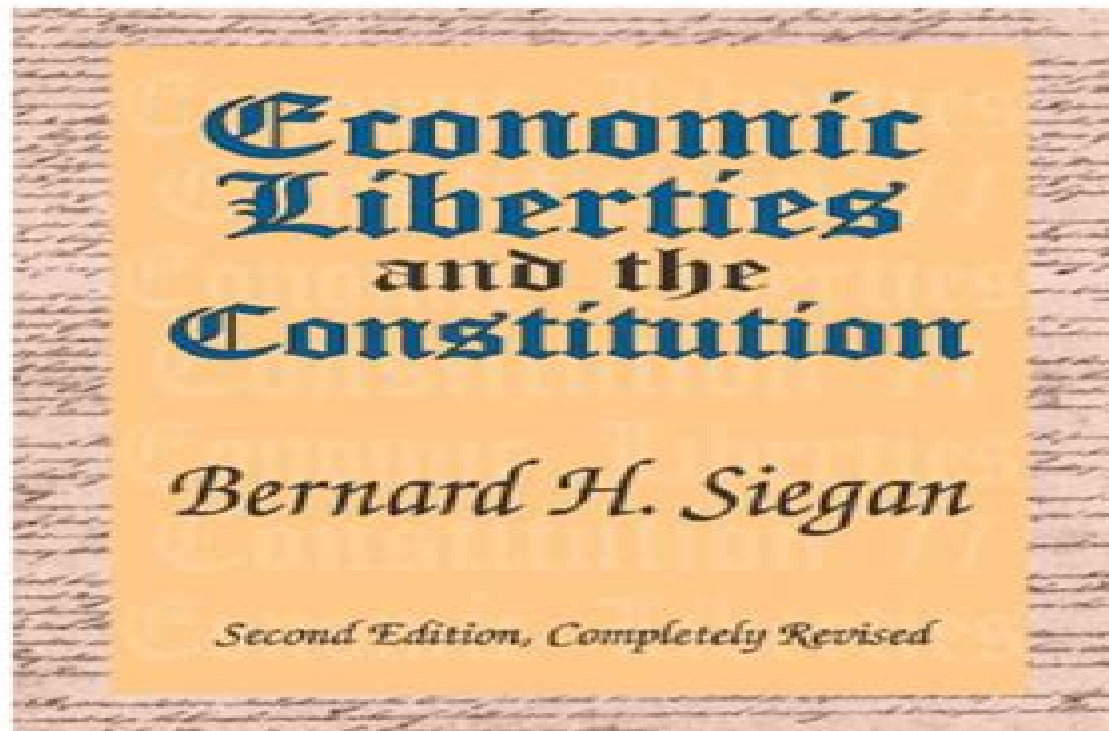 Economic
Liberties
and the
Constitution
Bernard H. Siegan
Second Edition, Completely Revised